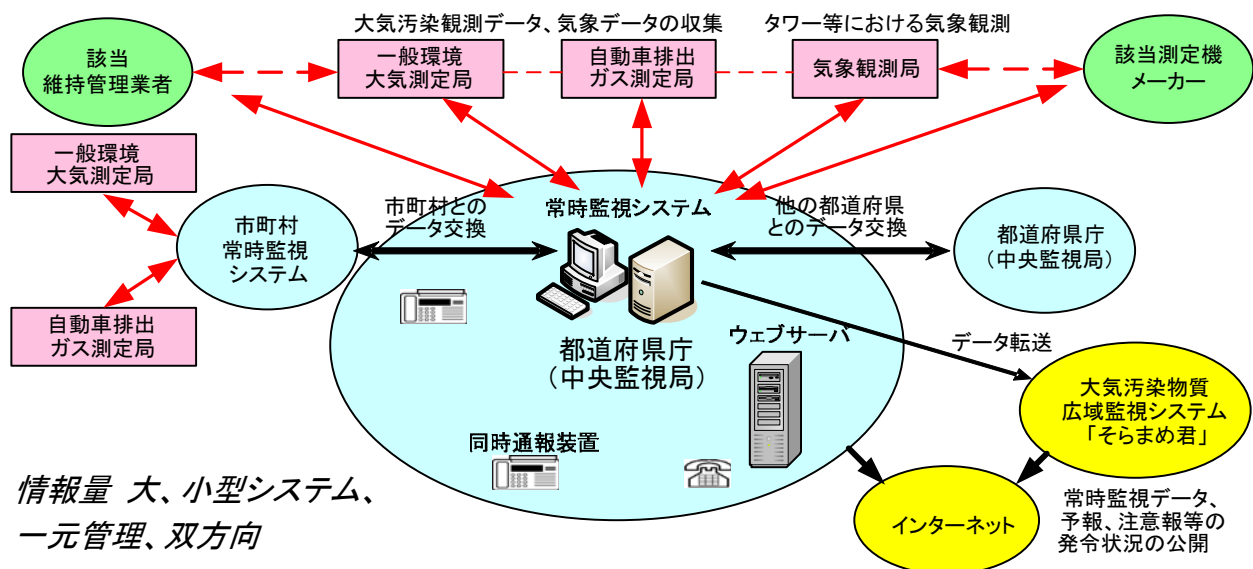 大気汚染観測データ、気象データの収集
タワー等における気象観測
該当
維持管理業者
一般環境
大気測定局
自動車排出
ガス測定局
気象観測局
該当測定機
メーカー
一般環境
大気測定局
市町村
常時監視
システム
自動車排出
ガス測定局
市町村との
データ交換
常時監視システム
他の都道府県
とのデータ交換
都道府県庁
（中央監視局）
都道府県庁
（中央監視局）
ウェブサーバ
データ転送
同時通報装置
大気汚染物質
広域監視システム
「そらまめ君」
インターネット
常時監視データ、
予報、注意報等の
発令状況の公開
情報量 大、小型システム、
一元管理、双方向